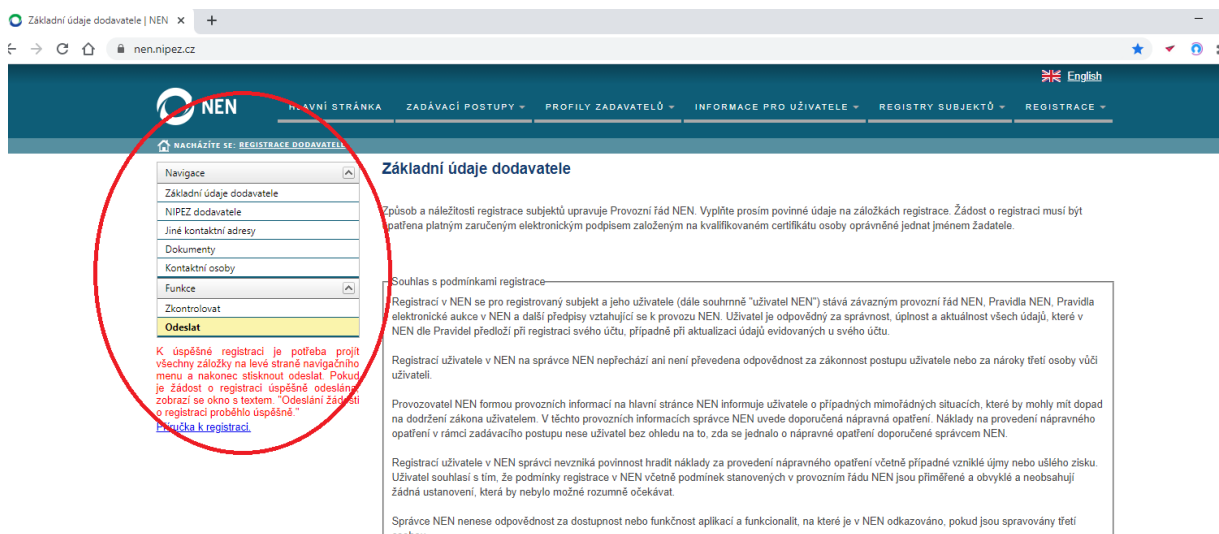 Základní údaje dodavatele | NEN
nen.nipez.cz
English
NEN
HLAVNÍ STRÁNKA
ZADÁVACÍ POSTUPY
PROFILY ZADAVATELŮ
INFORMACE PRO UŽIVATELE
REGISTRY SUBJEKTŮ
REGISTRACE
NACHÁZÍTE SE: REGISTRACE DODAVATELE
Navigace
Základní údaje dodavatele
NIPEZ dodavatele
Jiné kontaktní adresy
Dokumenty
Kontaktní osoby
Funkce
Zkontrolovat
Odeslat
K úspěšné registraci je potřeba projít
všechny záložky na levé straně navigačního
menu a nakonec stisknout odeslat. Pokud
je žádost o registraci úspěšně odeslána,
zobrazí se okno s textem. "Odeslání žádosti
o registraci proběhlo úspěšně."
Příručka k registraci.
Základní údaje dodavatele
Způsob a náležitosti registrace subjektů upravuje Provozní řád NEN. Vyplňte prosím povinné údaje na záložkách registrace. Žádost o registraci musí být
opatřena platným zaručeným elektronickým podpisem založeným na kvalifikovaném certifikátu osoby oprávněné jednat jménem žadatele.
Souhlas s podmínkami registrace
Registrací v NEN se pro registrovaný subjekt a jeho uživatele (dále souhrnně "uživatel NEN") stává závazným provozní řád NEN, Pravidla NEN, Pravidla
elektronické aukce v NEN a další předpisy vztahující se k provozu NEN. Uživatel je odpovědný za správnost, úplnost a aktuálnost všech údajů, které v
NEN dle Pravidel předloží při registraci svého účtu, případně při aktualizaci údajů evidovaných u svého účtu.
Registrací uživatele v NEN na správce NEN nepřechází ani není převedena odpovědnost za zákonnost postupu uživatele nebo za nároky třetí osoby vůči
uživateli.
Provozovatel NEN formou provozních informací na hlavní stránce NEN informuje uživatele o případných mimořádných situacích, které by mohly mít dopad
na dodržení zákona uživatelem. V těchto provozních informacích správce NEN uvede doporučená nápravná opatření. Náklady na provedení nápravného
opatření v rámci zadávacího postupu nese uživatel bez ohledu na to, zda se jednalo o nápravné opatření doporučené správcem NEN.
Registrací uživatele v NEN správci nevzniká povinnost hradit náklady za provedení nápravného opatření včetně případné vzniklé újmy nebo ušlého zisku.
Uživatel souhlasí s tím, že podmínky registrace v NEN včetně podmínek stanovených v provozním řádu NEN jsou přiměřené a obvyklé a neobsahují
žádná ustanovení, která by nebylo možné rozumně očekávat.
Správce NEN nenese odpovědnost za dostupnost nebo funkčnost aplikací a funkcionalit, na které je v NEN odkazováno, pokud jsou spravovány třetí